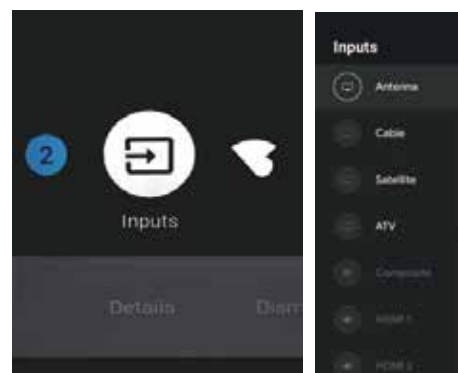 2
Inputs
Details
Inputs
Antenna
Cable
Satellite
ATV
Composite
HDMI 1
HDMI 2